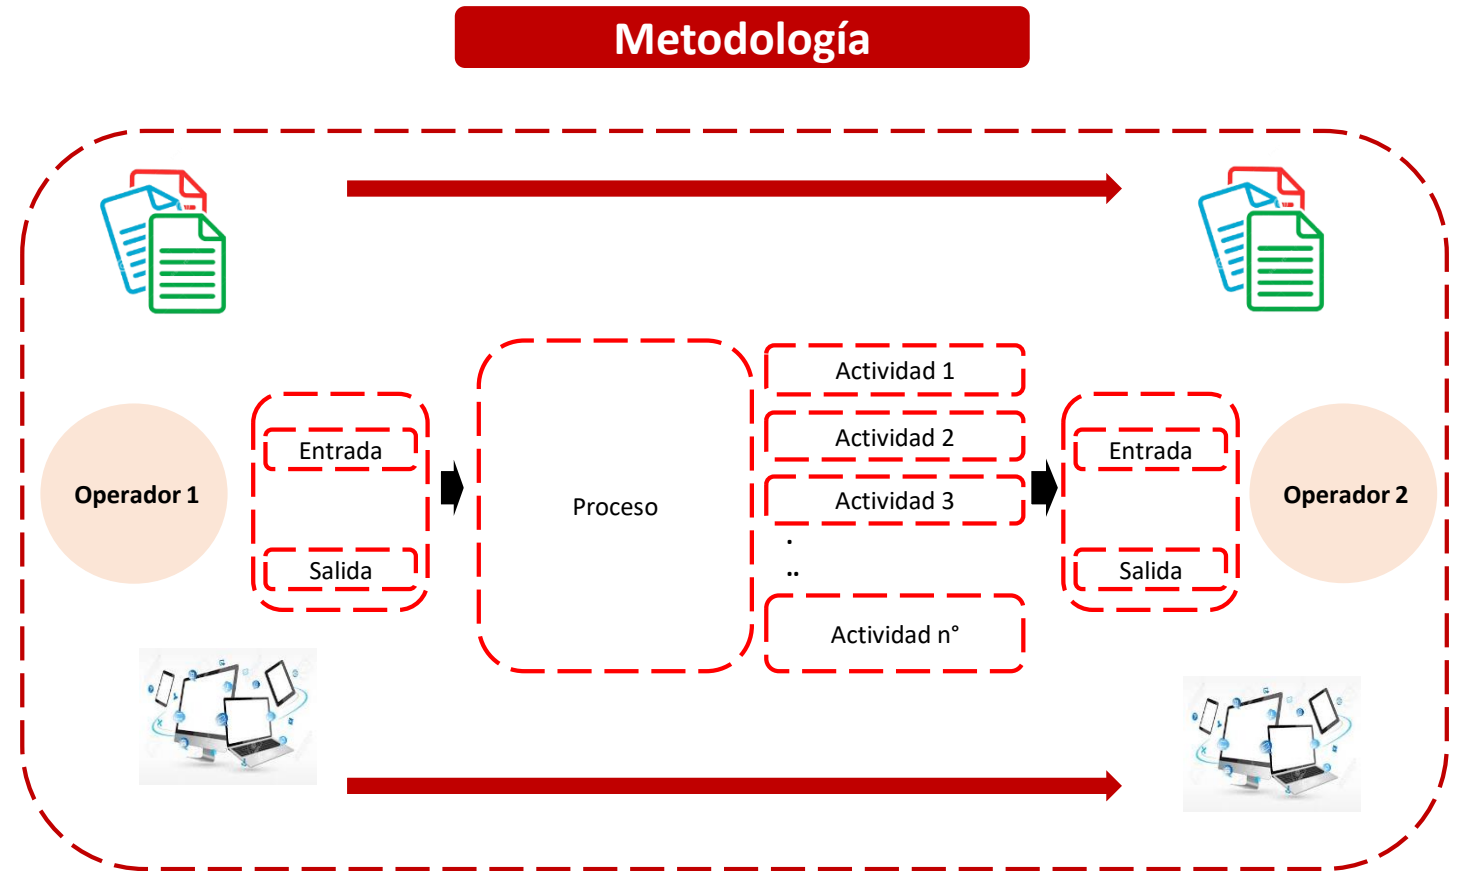 Metodología
Operador 1
Entrada
Salida
Proceso
Actividad 1
Actividad 2
Actividad 3
.
..
Actividad n°
Entrada
Salida
Operador 2